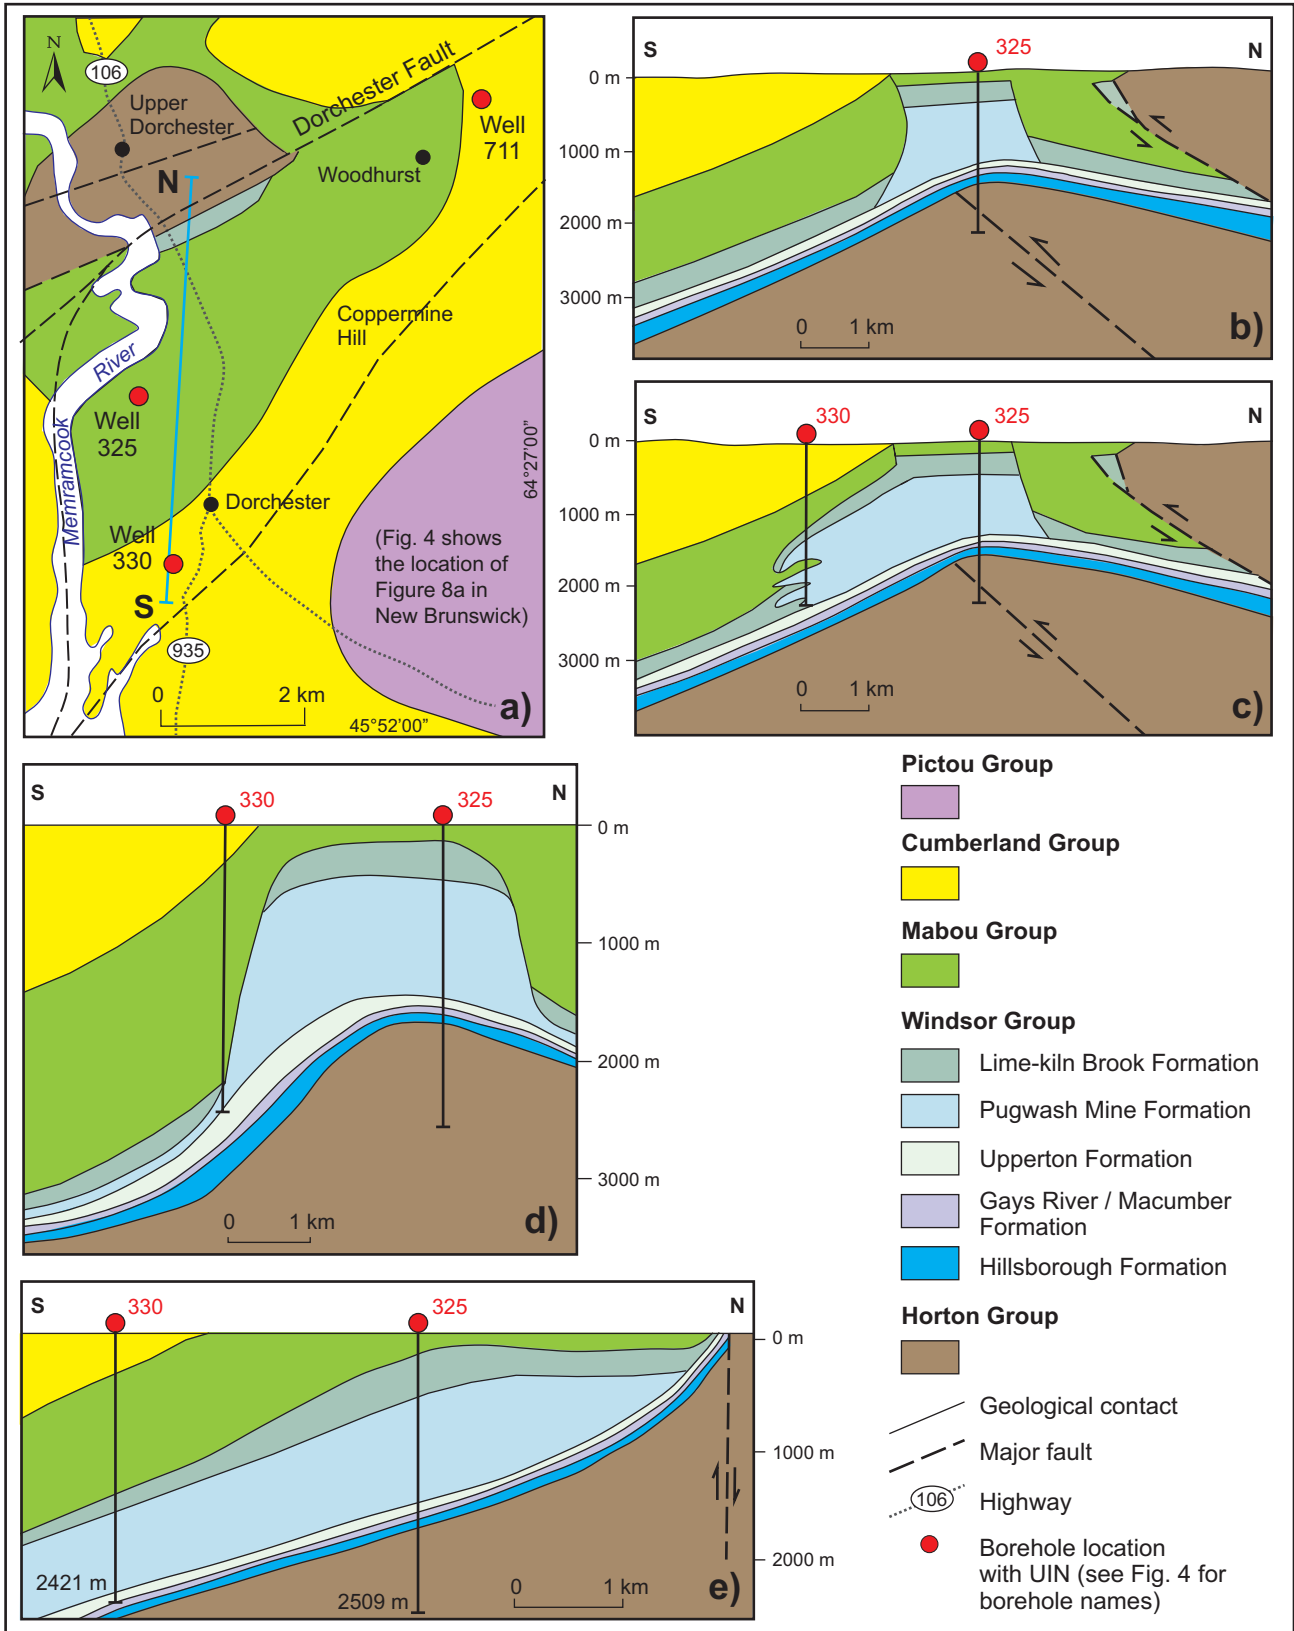 N
106
Upper
Dorchester
Dorchester Fault
Well
711
Woodhurst
N
Coppermine
Hill
River
Memramcook
Well
325
Dorchester
64°27'00"
Well
330
S
(Fig. 4 shows
the location of
Figure 8a in
New Brunswick)
935
0 2 km
45°52'00"
a)
S 325 N
0 m
1000 m
2000 m
3000 m
0 1 km
b)
S 330 325 N
0 m
1000 m
2000 m
3000 m
0 1 km
c)
S 330 325 N
0 m
1000 m
2000 m
3000 m
0 1 km
d)
S 330 325 N
0 m
1000 m
2000 m
2421 m
2509 m
0 1 km
e)
Pictou Group
Cumberland Group
Mabou Group
Windsor Group
Lime-kiln Brook Formation
Pugwash Mine Formation
Upperton Formation
Gays River / Macumber
Formation
Hillsborough Formation
Horton Group
Geological contact
Major fault
106 Highway
Borehole location
with UIN (see Fig. 4 for
borehole names)